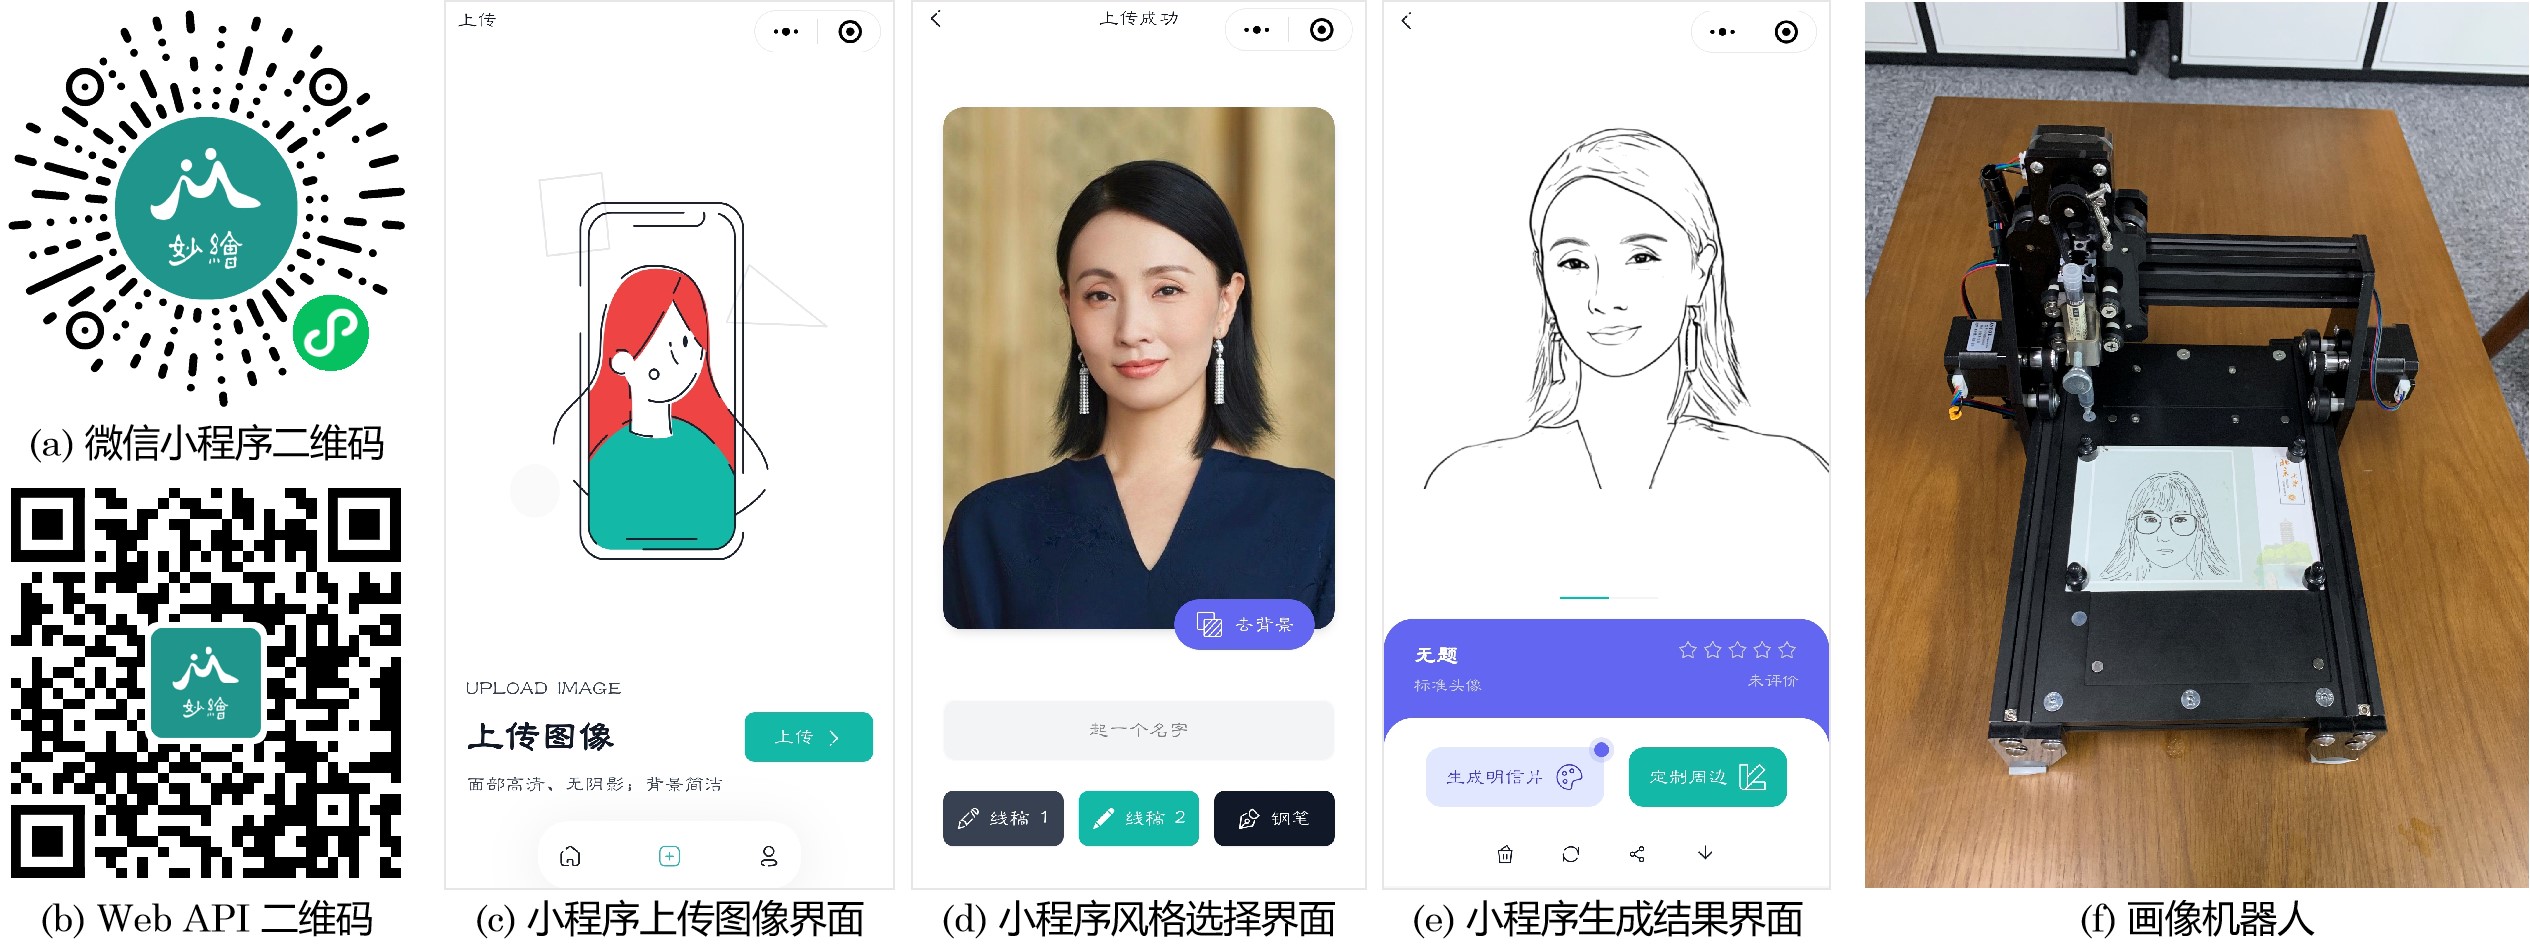 妙繪
(a) 微信小程序二维码
妙繪
(b) Web API 二维码
上传
UPLOAD IMAGE
上传图像
上传
面部高清、无阴影；背景简洁
(c) 小程序上传图像界面
上传成功
去背景
起一个名字
线稿 1
线稿 2
钢笔
(d) 小程序风格选择界面
无题
标准头像
未评价
生成明信片
定制周边
(e) 小程序生成结果界面
(f) 画像机器人